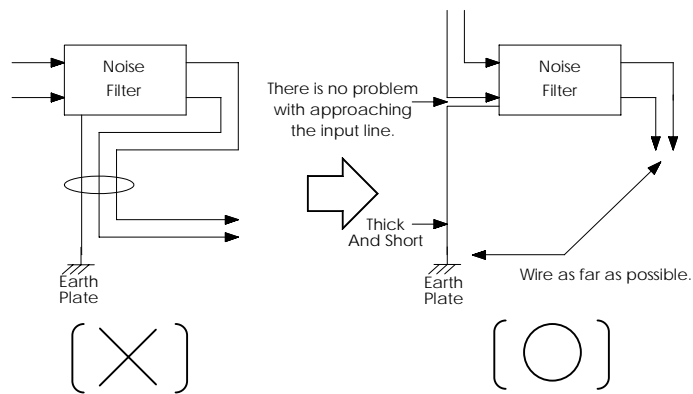 Noise
Filter
Earth
Plate
There is no problem
with approaching
the input line.
Noise
Filter
Thick
And Short
Earth
Plate
Wire as far as possible.